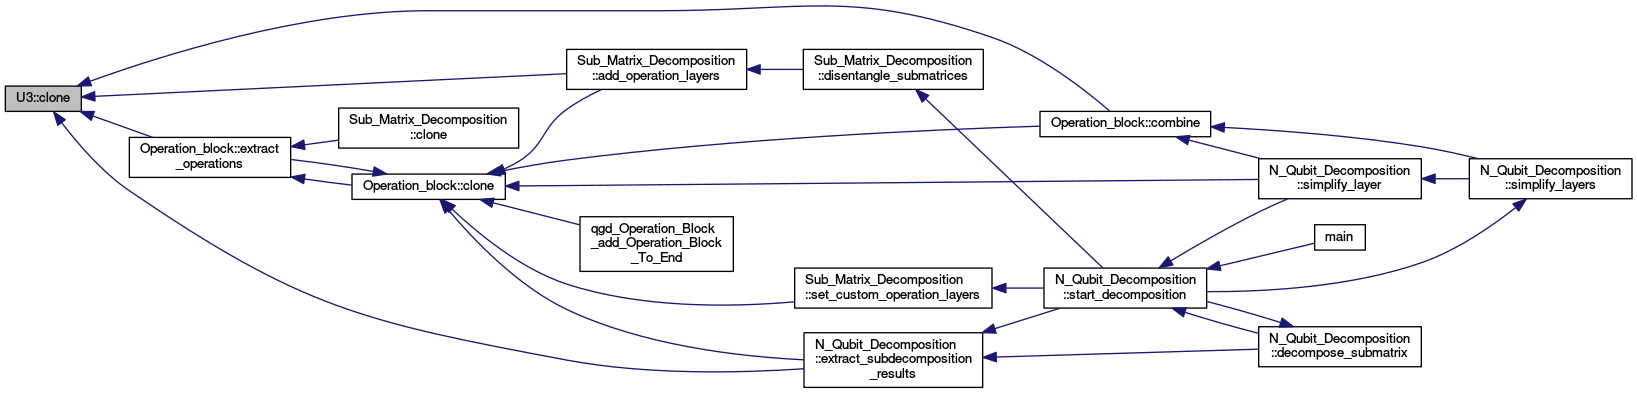 U3::clone
Operation_block::extract
_operations
Sub_Matrix_Decomposition
::clone
Operation_block::clone
Sub_Matrix_Decomposition
::add_operation_layers
qgd_Operation_Block
_add_Operation_Block
_To_End
Sub_Matrix_Decomposition
::disentangle_submatrices
Sub_Matrix_Decomposition
::set_custom_operation_layers
N_Qubit_Decomposition
::extract_subdecomposition
_results
Operation_block::combine
N_Qubit_Decomposition
::start_decomposition
N_Qubit_Decomposition
::simplify_layer
main
N_Qubit_Decomposition
::decompose_submatrix
N_Qubit_Decomposition
::simplify_layers